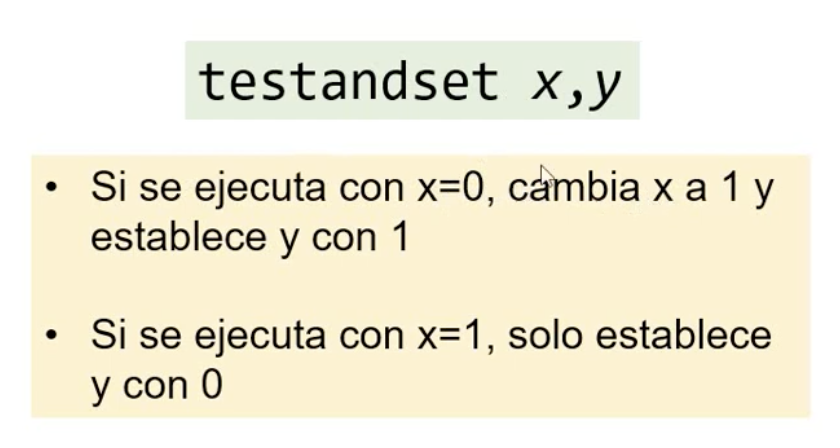 testandset x,y
• Si se ejecuta con x=0, cambia x a 1 y
establece y con 1
• Si se ejecuta con x=1, solo establece
y con 0